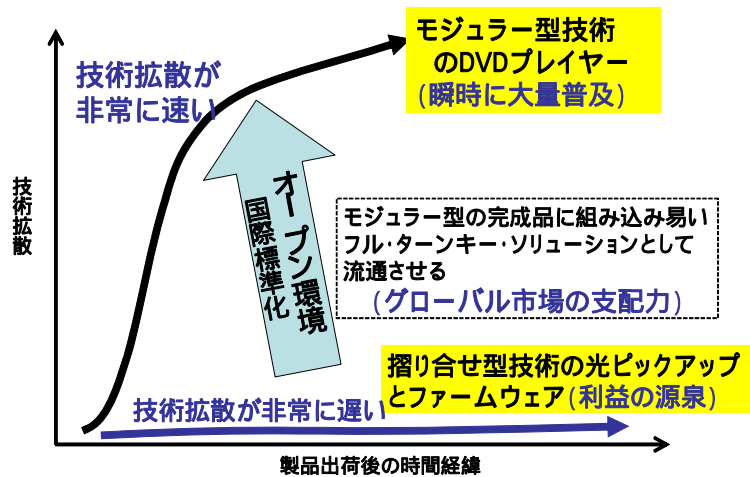 モジュラー型技術
のDVDプレイヤー
(瞬時に大量普及)
技術拡散が
非常に速い
オープン環境
国際標準化
技術拡散
モジュラー型の完成品に組み込み易い
フル・ターンキー・ソリューションとして
流通させる
(グローバル市場の支配力)
摺り合せ型技術の光ピックアップ
とファームウェア(利益の源泉)
技術拡散が非常に遅い
製品出荷後の時間経緯